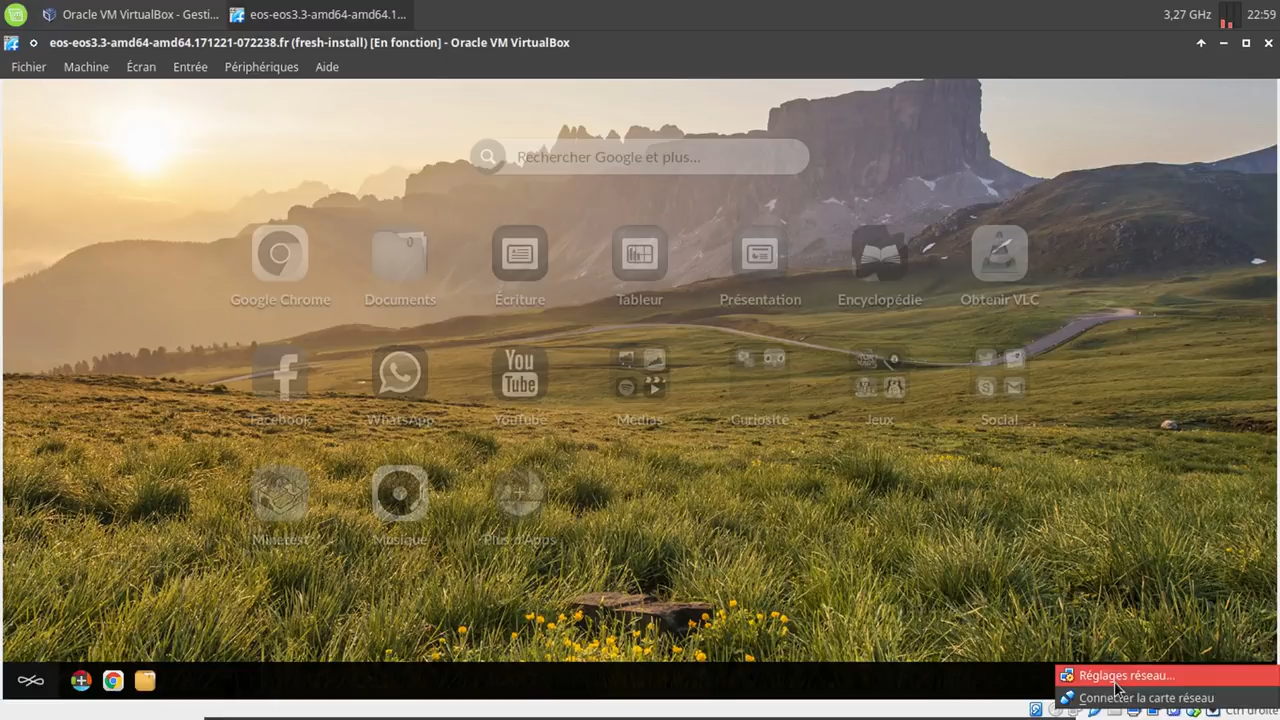 Oracle VM VirtualBox - Gesti...
eos-eos3.3-amd64-amd64.1...
3,27 GHz
22:59
eos-eos3.3-amd64-amd64.171221-072238.fr (fresh-install) [En fonction] - Oracle VM VirtualBox
Fichier
Machine
Écran
Entrée
Périphériques
Aide
Rechercher Google et plus...
Google Chrome
Documents
Écriture
Tableur
Présentation
Encyclopédie
Obtenir VLC
You
Tube
Facebook
WhatsApp
YouTube
Médias
Curiosité
Jeux
Social
Minetest
Musique
Plus d'Apps
Réglages réseau...
Connecter la carte réseau
Ctrl droite